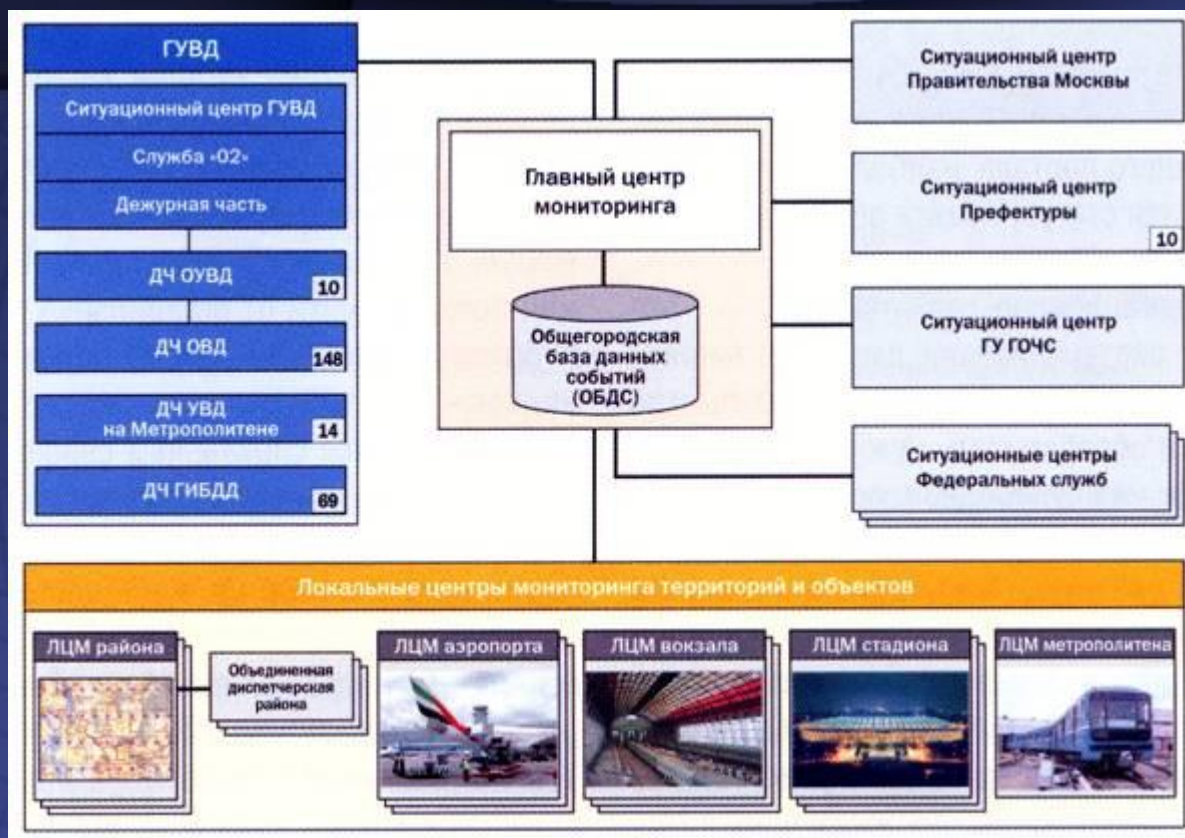 ГУВД
Ситуационный центр ГУВД
Служба «02»
Дежурная часть
ДЧ ОУВД
10
ДЧ ОВД
148
ДЧ УВД
на Метрополитене
14
ДЧ ГИБДД
69
Главный центр
мониторинга
Общегородская
база данных
событий
(ОБДС)
Ситуационный центр
Правительства Москвы
Ситуационный центр
Префектуры
10
Ситуационный центр
ГУ ГОЧС
Ситуационные центры
Федеральных служб
Локальные центры мониторинга территорий и объектов
ЛЦМ района
Объединенная
диспетчерская
района
ЛЦМ аэропорта
ЛЦМ вокзала
ЛЦМ стадиона
ЛЦМ метрополитена